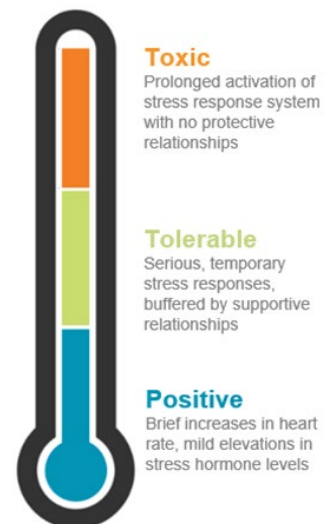 Toxic
Prolonged activation of
stress response system
with no protective
relationships
Tolerable
Serious, temporary
stress responses,
buffered by supportive
relationships
Positive
Brief increases in heart
rate, mild elevations in
stress hormone levels